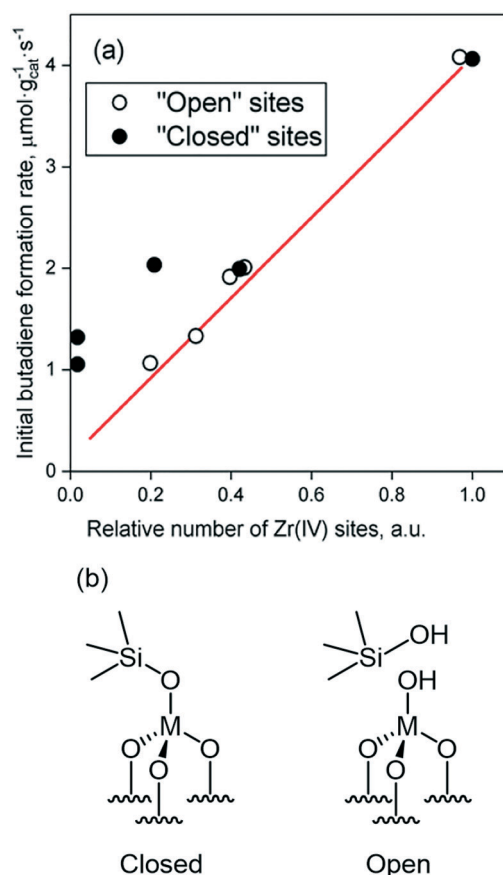 (a)
"Open" sites
"Closed" sites
Initial butadiene formation rate, μmol·g⁻¹cat·s⁻¹
4
3
2
1
0
0.0 0.2 0.4 0.6 0.8 1.0
Relative number of Zr(IV) sites, a.u.
(b)
Si OH
Si O OH
M M
O O O O
O O
Closed Open